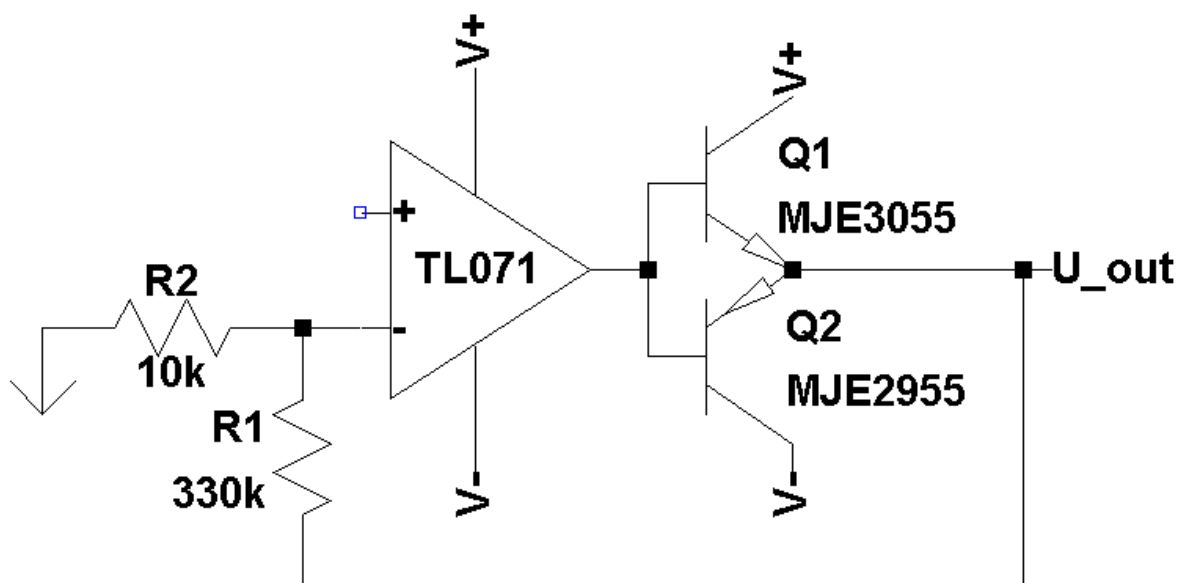 V+
V+
Q1
MJE3055
+
TL071
-
U_out
R2
10k
Q2
MJE2955
R1
330k
V-
V-